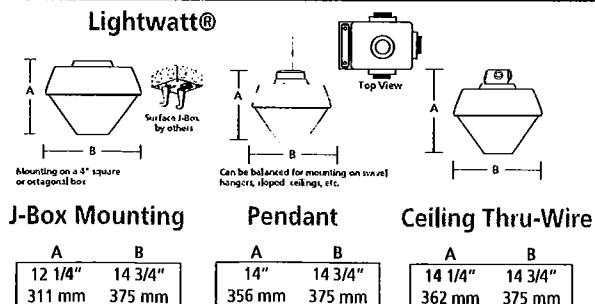 Lightwatt®
A
B
Surface J-Box
by others
Mounting on a 4" square
or octagonal box
A
B
Top View
Can be balanced for mounting on swivel
hangers, sloped ceilings, etc.
A
B
J-Box Mounting
A B
12 1/4" 14 3/4"
311 mm 375 mm
Pendant
A B
14" 14 3/4"
356 mm 375 mm
Ceiling Thru-Wire
A B
14 1/4" 14 3/4"
362 mm 375 mm